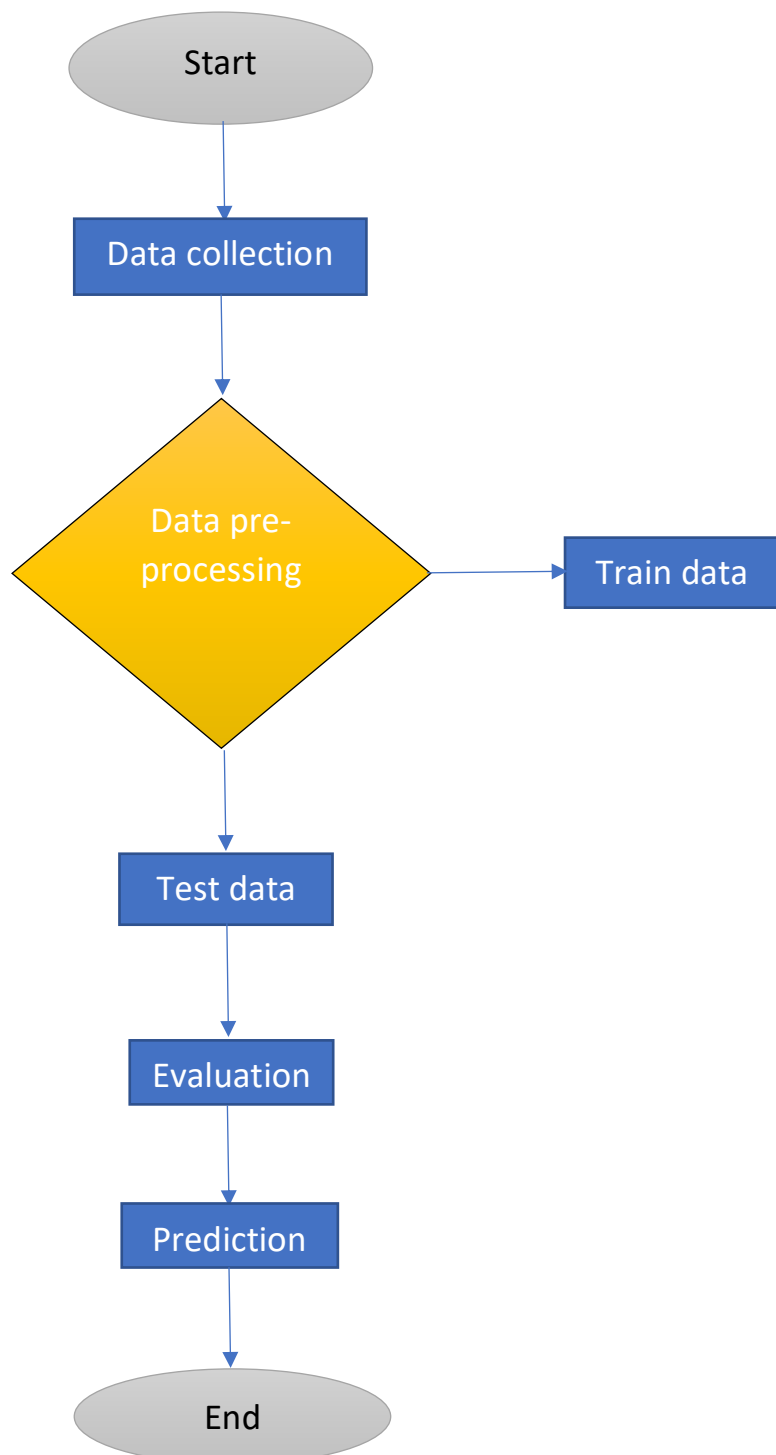 Start
Data collection
Data pre-
processing
Train data
Test data
Evaluation
Prediction
End